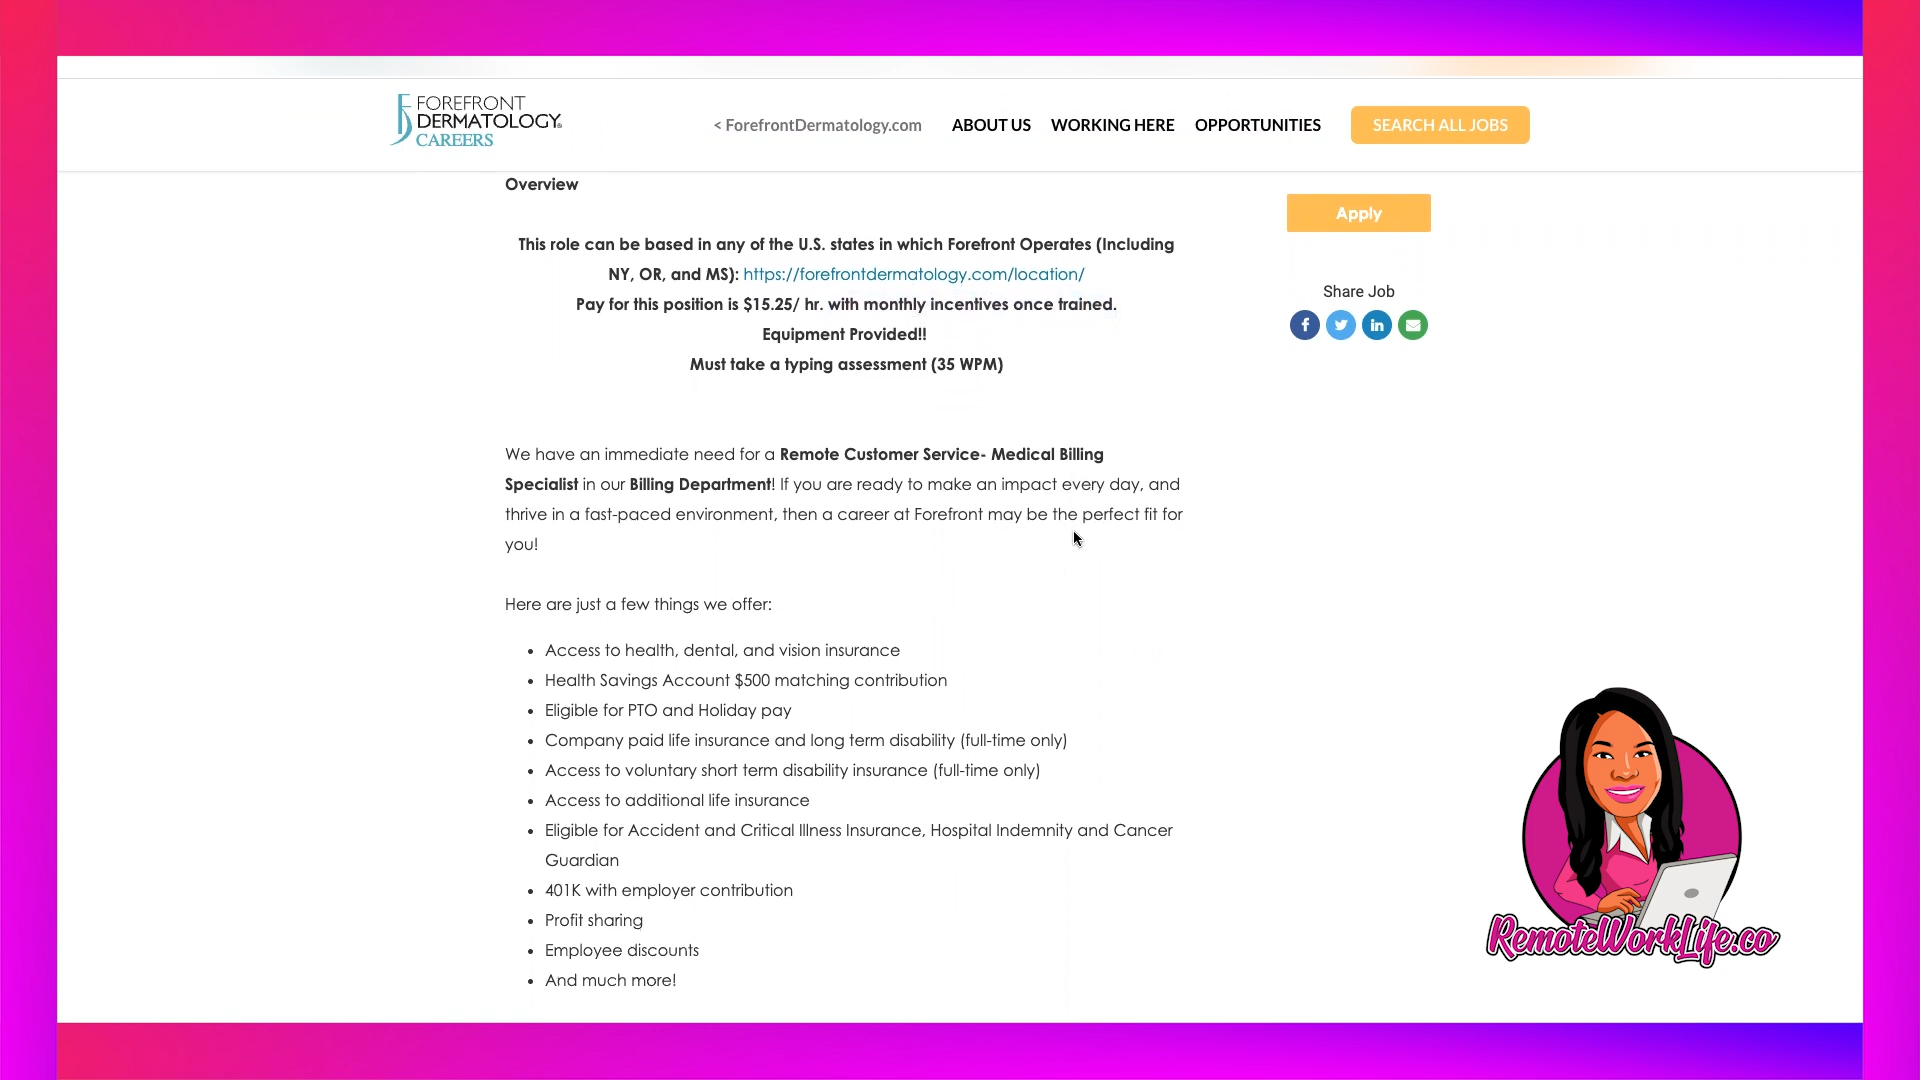 FOREFRONT
DERMATOLOGY®
CAREERS
< ForefrontDermatology.com
ABOUT US
WORKING HERE
OPPORTUNITIES
SEARCH ALL JOBS
Overview
Apply
This role can be based in any of the U.S. states in which Forefront Operates (Including
NY, OR, and MS): https://forefrontdermatology.com/location/
Pay for this position is $15.25/ hr. with monthly incentives once trained.
Equipment Provided!!
Must take a typing assessment (35 WPM)
Share Job
We have an immediate need for a Remote Customer Service- Medical Billing
Specialist in our Billing Department! If you are ready to make an impact every day, and
thrive in a fast-paced environment, then a career at Forefront may be the perfect fit for
you!
Here are just a few things we offer:
• Access to health, dental, and vision insurance
• Health Savings Account $500 matching contribution
• Eligible for PTO and Holiday pay
• Company paid life insurance and long term disability (full-time only)
• Access to voluntary short term disability insurance (full-time only)
• Access to additional life insurance
• Eligible for Accident and Critical Illness Insurance, Hospital Indemnity and Cancer
Guardian
• 401K with employer contribution
• Profit sharing
• Employee discounts
• And much more!
RemoteWorkLife.co